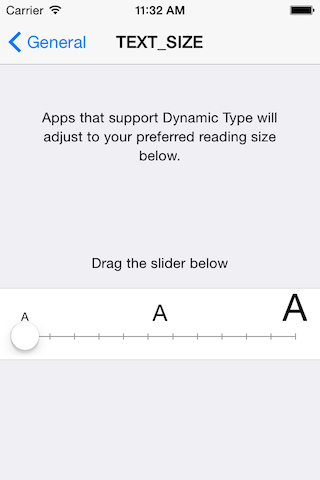 Carrier 11:32 AM
General TEXT_SIZE
Apps that support Dynamic Type will
adjust to your preferred reading size
below.
Drag the slider below
A A A